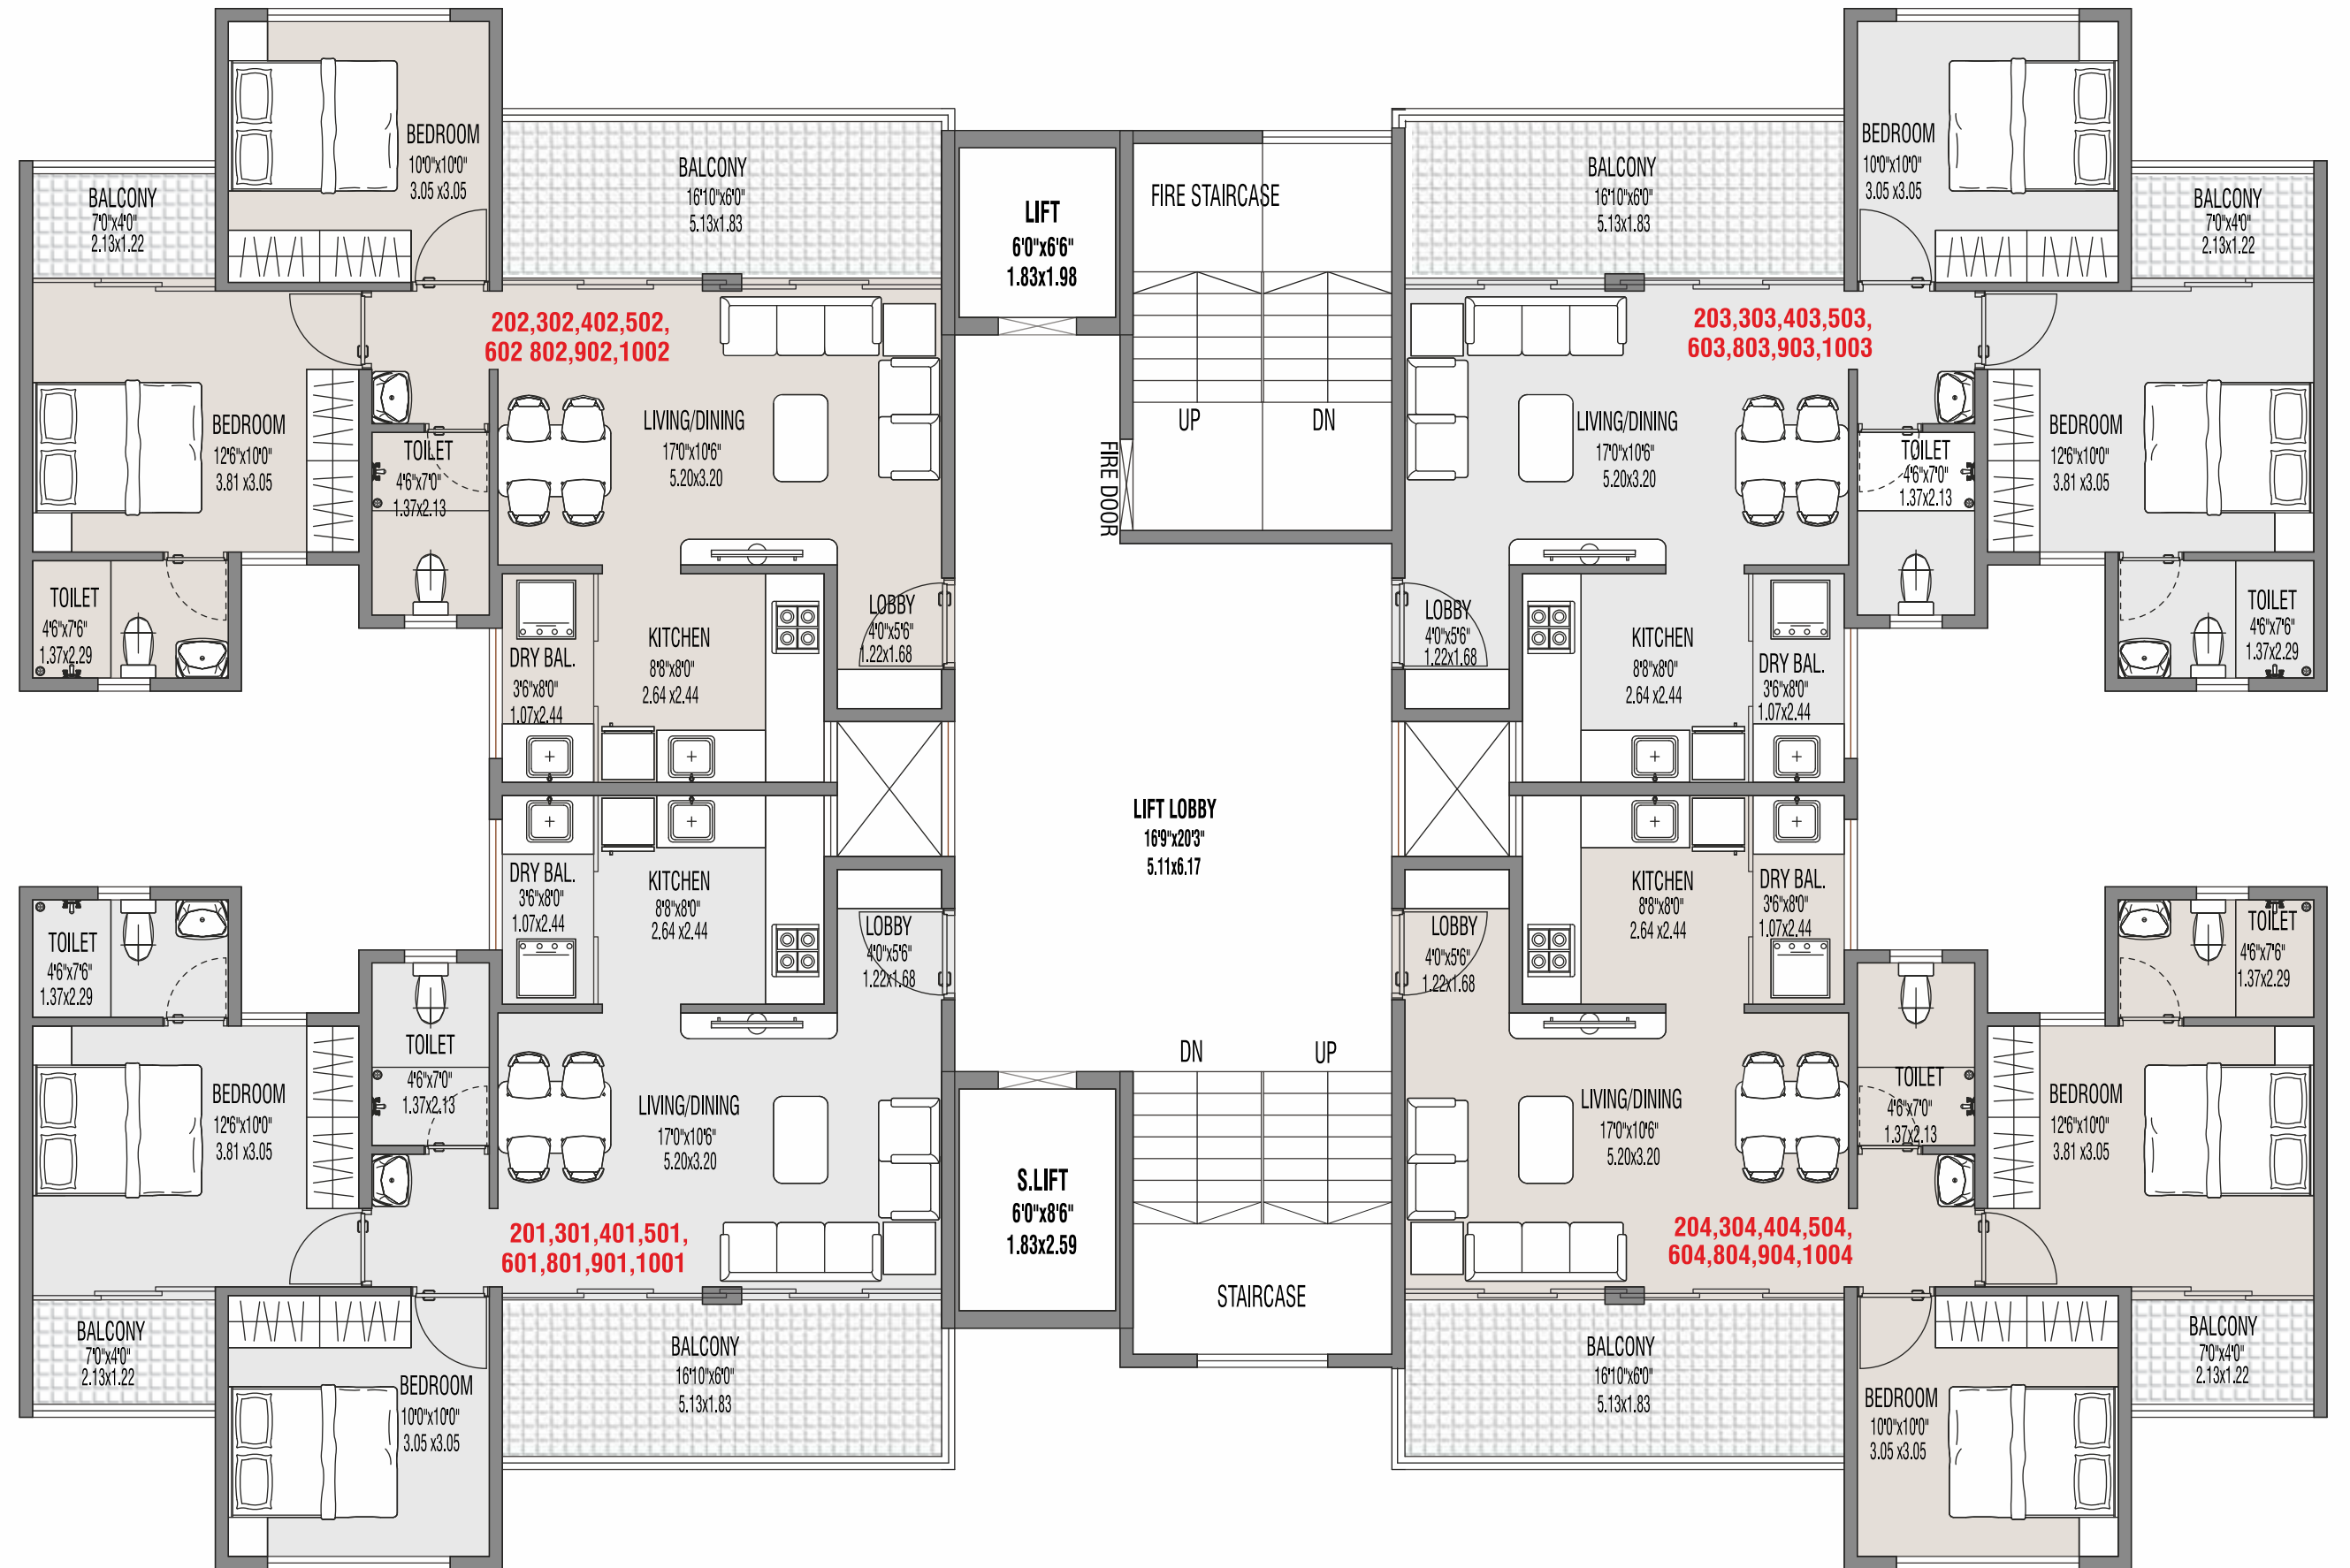 BEDROOM
10'0"x10'0"
3.05 x3.05
BALCONY
7'0"x4'0"
2.13x1.22
BALCONY
16'10"x6'0"
5.13x1.83
202,302,402,502,
602 802,902,1002
BEDROOM
12'6"x10'0"
3.81 x3.05
TOILET
4'6"x7'0"
1.37x2.13
LIVING/DINING
17'0"x10'6"
5.20x3.20
TOILET
4'6"x7'6"
1.37x2.29
DRY BAL.
3'6"x8'0"
1.07x2.44
KITCHEN
8'8"x8'0"
2.64 x2.44
LOBBY
4'0"x5'6"
1.22x1.68
LIFT
6'0"x6'6"
1.83x1.98
FIRE STAIRCASE
UP
DN
FIRE DOOR
BALCONY
16'10"x6'0"
5.13x1.83
BEDROOM
10'0"x10'0"
3.05 x3.05
BALCONY
7'0"x4'0"
2.13x1.22
203,303,403,503,
603,803,903,1003
LIVING/DINING
17'0"x10'6"
5.20x3.20
TOILET
4'6"x7'0"
1.37x2.13
BEDROOM
12'6"x10'0"
3.81 x3.05
LOBBY
4'0"x5'6"
1.22x1.68
KITCHEN
8'8"x8'0"
2.64 x2.44
DRY BAL.
3'6"x8'0"
1.07x2.44
TOILET
4'6"x7'6"
1.37x2.29
LIFT LOBBY
16'9"x20'3"
5.11x6.17
DRY BAL.
3'6"x8'0"
1.07x2.44
KITCHEN
8'8"x8'0"
2.64 x2.44
LOBBY
4'0"x5'6"
1.22x1.68
TOILET
4'6"x7'6"
1.37x2.29
TOILET
4'6"x7'0"
1.37x2.13
BEDROOM
12'6"x10'0"
3.81 x3.05
LIVING/DINING
17'0"x10'6"
5.20x3.20
201,301,401,501,
601,801,901,1001
BALCONY
7'0"x4'0"
2.13x1.22
BEDROOM
10'0"x10'0"
3.05 x3.05
BALCONY
16'10"x6'0"
5.13x1.83
DN
UP
S.LIFT
6'0"x8'6"
1.83x2.59
STAIRCASE
LOBBY
4'0"x5'6"
1.22x1.68
KITCHEN
8'8"x8'0"
2.64 x2.44
DRY BAL.
3'6"x8'0"
1.07x2.44
TOILET
4'6"x7'6"
1.37x2.29
LIVING/DINING
17'0"x10'6"
5.20x3.20
TOILET
4'6"x7'0"
1.37x2.13
BEDROOM
12'6"x10'0"
3.81 x3.05
204,304,404,504,
604,804,904,1004
BALCONY
16'10"x6'0"
5.13x1.83
BEDROOM
10'0"x10'0"
3.05 x3.05
BALCONY
7'0"x4'0"
2.13x1.22